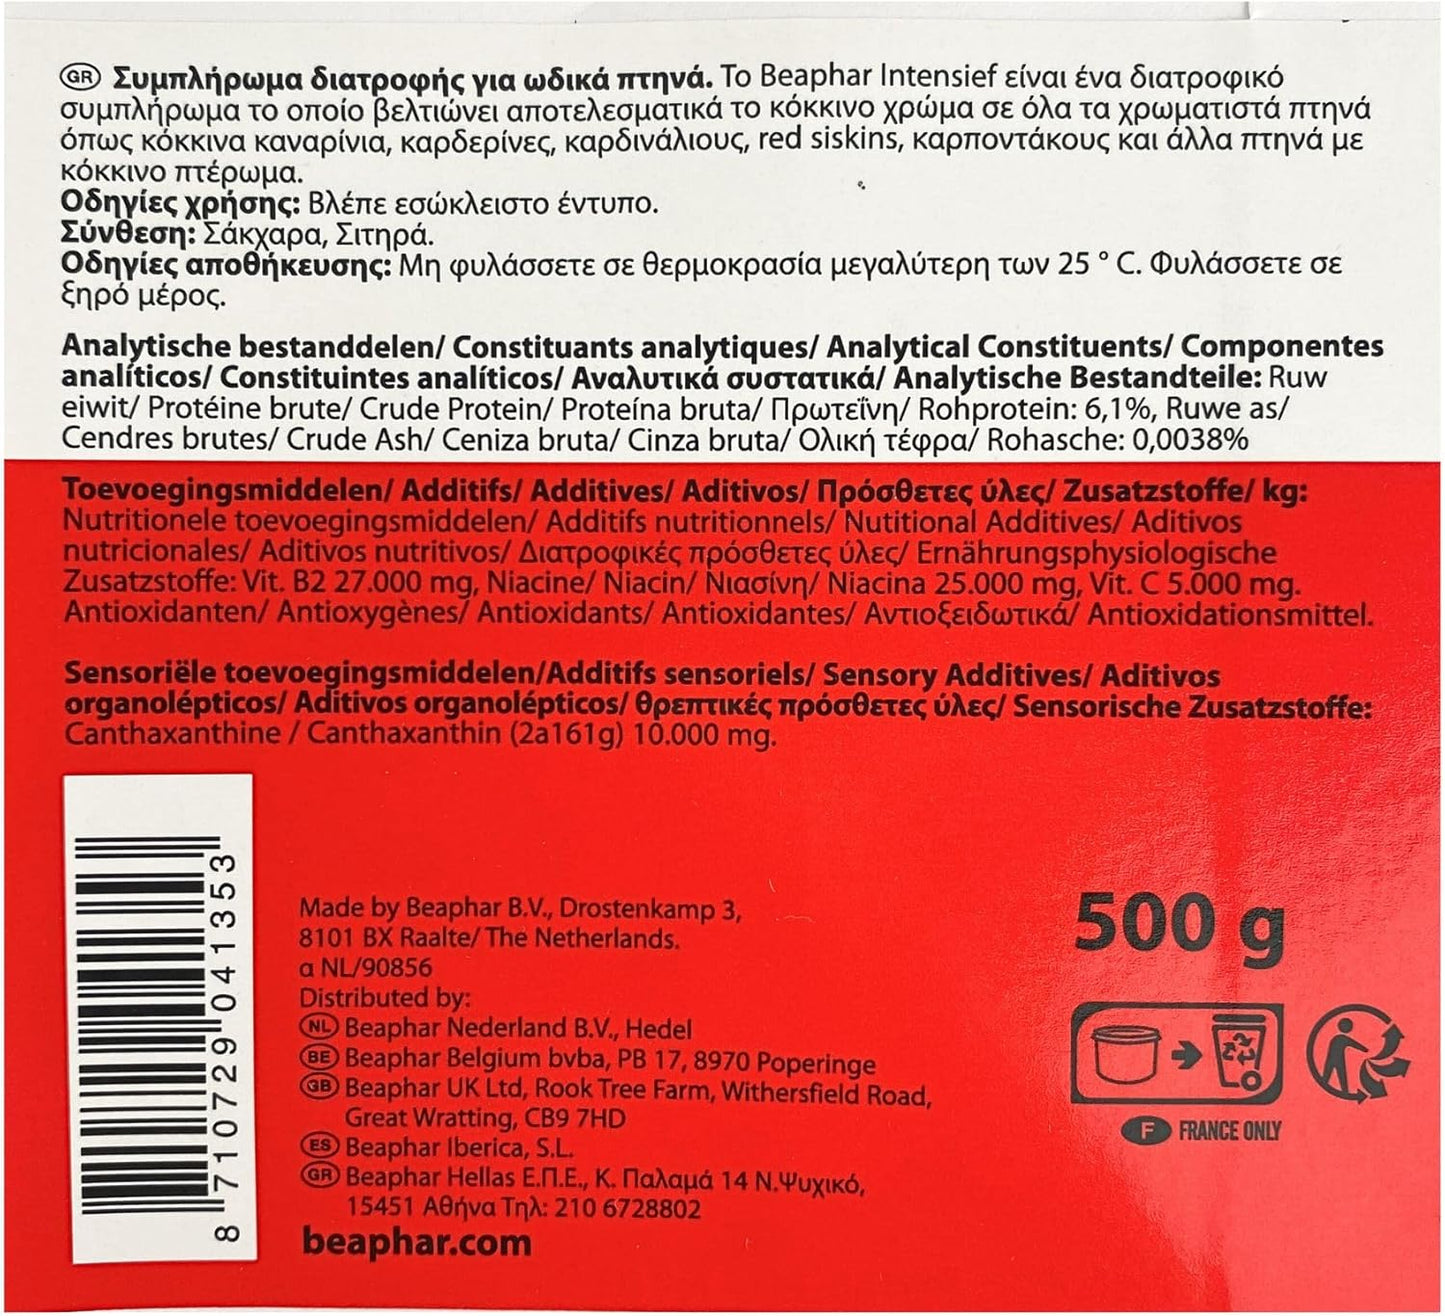 GR Συμπλήρωμα διατροφής για ωδικά πτηνά. Το Beaphar Intensief είναι ένα διατροφικό
συμπλήρωμα το οποίο βελτιώνει αποτελεσματικά το κόκκινο χρώμα σε όλα τα χρωματιστά πτηνά
όπως κόκκινα καναρίνια, καρδερίνες, καρδινάλιους, red siskins, καρποντάκους και άλλα πτηνά με
κόκκινο πτέρωμα.
Οδηγίες χρήσης: Βλέπε εσώκλειστο έντυπο.
Σύνθεση: Σάκχαρα, Σιτηρά.
Οδηγίες αποθήκευσης: Μη φυλάσσετε σε θερμοκρασία μεγαλύτερη των 25 ° C. Φυλάσσετε σε
ξηρό μέρος.
Analytische bestanddelen/ Constituants analytiques/ Analytical Constituents/ Componentes
analíticos/ Constituintes analíticos/ Αναλυτικά συστατικά/ Analytische Bestandteile: Ruw
eiwit/ Protéine brute/ Crude Protein/ Proteína bruta/ Πρωτεΐνη/ Rohprotein: 6,1%, Ruwe as/
Cendres brutes/ Crude Ash/ Ceniza bruta/ Cinza bruta/ Ολική τέφρα/ Rohasche: 0,0038%
Toevoegingsmiddelen/ Additifs/ Additives/ Aditivos/ Πρόσθετες ύλες/ Zusatzstoffe/ kg:
Nutritionele toevoegingsmiddelen/ Additifs nutritionnels/ Nutitional Additives/ Aditivos
nutricionales/ Aditivos nutritivos/ Διατροφικές πρόσθετες ύλες/ Ernährungsphysiologische
Zusatzstoffe: Vit. B2 27.000 mg, Niacine/ Niacin/ Νιασίνη/ Niacina 25.000 mg, Vit. C 5.000 mg.
Antioxidanten/ Antioxygènes/ Antioxidants/ Antioxidantes/ Αντιοξειδωτικά/ Antioxidationsmittel.
Sensoriële toevoegingsmiddelen/Additifs sensoriels/ Sensory Additives/ Aditivos
organolépticos/ Aditivos organolépticos/ θρεπτικές πρόσθετες ύλες/ Sensorische Zusatzstoffe:
Canthaxanthine / Canthaxanthin (2a161g) 10.000 mg.
8 710729 041353
Made by Beaphar B.V., Drostenkamp 3,
8101 BX Raalte/ The Netherlands.
α NL/90856
Distributed by:
NL Beaphar Nederland B.V., Hedel
BE Beaphar Belgium bvba, PB 17, 8970 Poperinge
GB Beaphar UK Ltd, Rook Tree Farm, Withersfield Road,
Great Wratting, CB9 7HD
ES Beaphar Iberica, S.L.
GR Beaphar Hellas Ε.Π.Ε., Κ. Παλαμά 14 Ν.Ψυχικό,
15451 Αθήνα Τηλ: 210 6728802
beaphar.com
500 g
F FRANCE ONLY